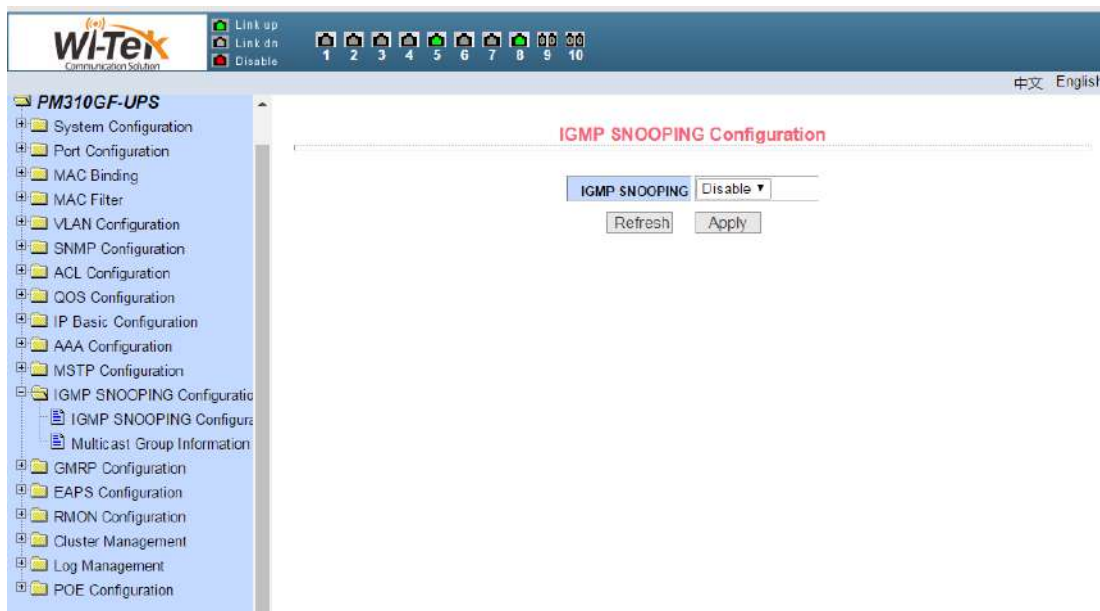 WI-Tek
Communication Solution
Link up
Link dn
Disable
1 2 3 4 5 6 7 8 9 10
中文 English
PM310GF-UPS
System Configuration
Port Configuration
MAC Binding
MAC Filter
VLAN Configuration
SNMP Configuration
ACL Configuration
QOS Configuration
IP Basic Configuration
AAA Configuration
MSTP Configuration
IGMP SNOOPING Configuratio
IGMP SNOOPING Configura
Multicast Group Information
GMRP Configuration
EAPS Configuration
RMON Configuration
Cluster Management
Log Management
POE Configuration
IGMP SNOOPING Configuration
IGMP SNOOPING Disable
Refresh Apply